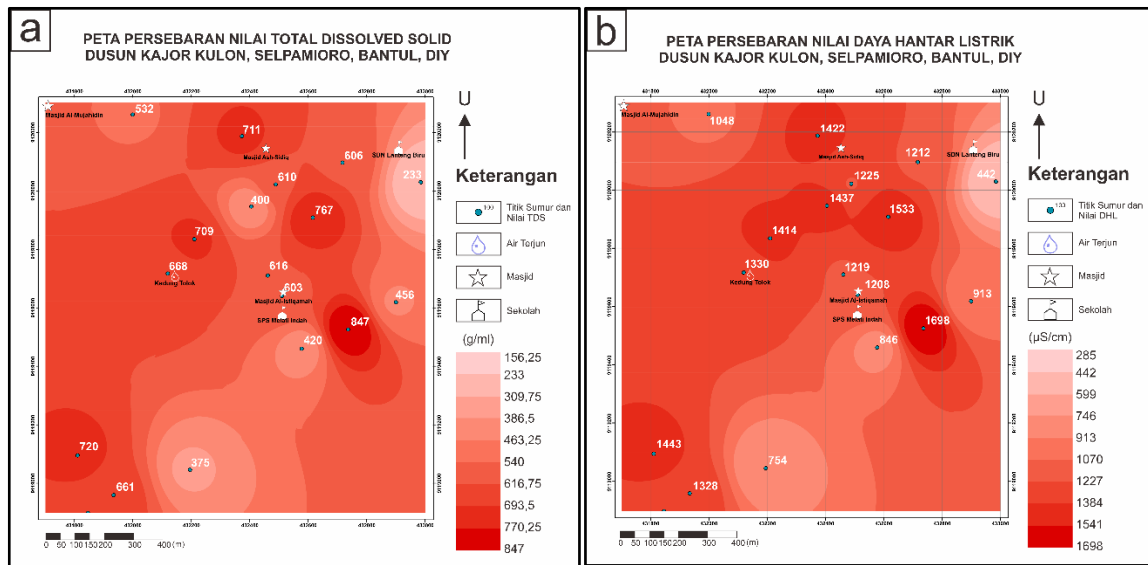 a
PETA PERSEBARAN NILAI TOTAL DISSOLVED SOLID
DUSUN KAJOR KULON, SELPAMIORO, BANTUL, DIY
Masjid Al-Mujahidin
532
711
Masjid Ash-Sidiq
606
SDN Lanteng Biru
610
233
400
767
709
668
Kedung Tolok
616
603
Masjid Al-Istiqamah
SPS Melati Indah
456
847
420
720
375
661
0 50 100 150 200 300 400 (m)
U
Keterangan
Titik Sumur dan
Nilai TDS
Air Terjun
Masjid
Sekolah
(g/ml)
156,25
233
309,75
386,5
463,25
540
616,75
693,5
770,25
847
b
PETA PERSEBARAN NILAI DAYA HANTAR LISTRIK
DUSUN KAJOR KULON, SELPAMIORO, BANTUL, DIY
Masjid Al-Mujahidin
1048
1422
Masjid Ash-Sidiq
1212
SDN Lanteng Biru
1225
442
1437
1533
1414
1330
Kedung Tolok
1219
1208
Masjid Al-Istiqamah
SPS Melati Indah
913
1698
846
1443
754
1328
0 50 100 150 200 300 400 (m)
U
Keterangan
Titik Sumur dan
Nilai DHL
Air Terjun
Masjid
Sekolah
(µS/cm)
285
442
599
746
913
1070
1227
1384
1541
1698